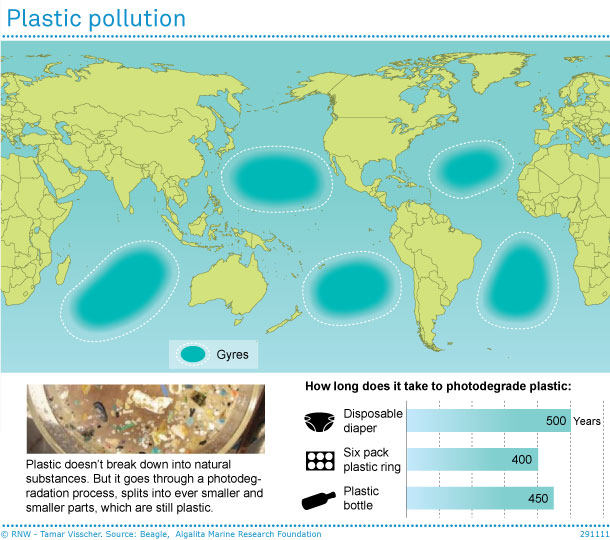 Plastic pollution
Gyres
Plastic doesn't break down into natural
substances. But it goes through a photodeg-
radation process, splits into ever smaller and
smaller parts, which are still plastic.
How long does it take to photodegrade plastic:
Disposable
diaper
500 Years
Six pack
plastic ring
400
Plastic
bottle
450
© RNW - Tamar Visscher. Source: Beagle, Algalita Marine Research Foundation
291111